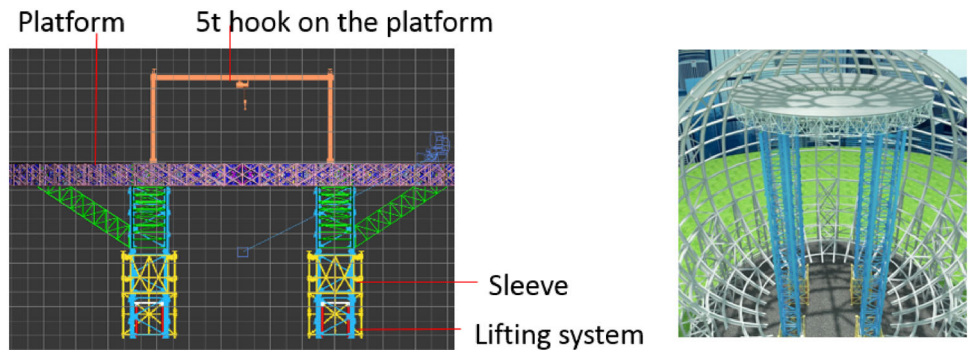 Platform
5t hook on the platform
Sleeve
Lifting system